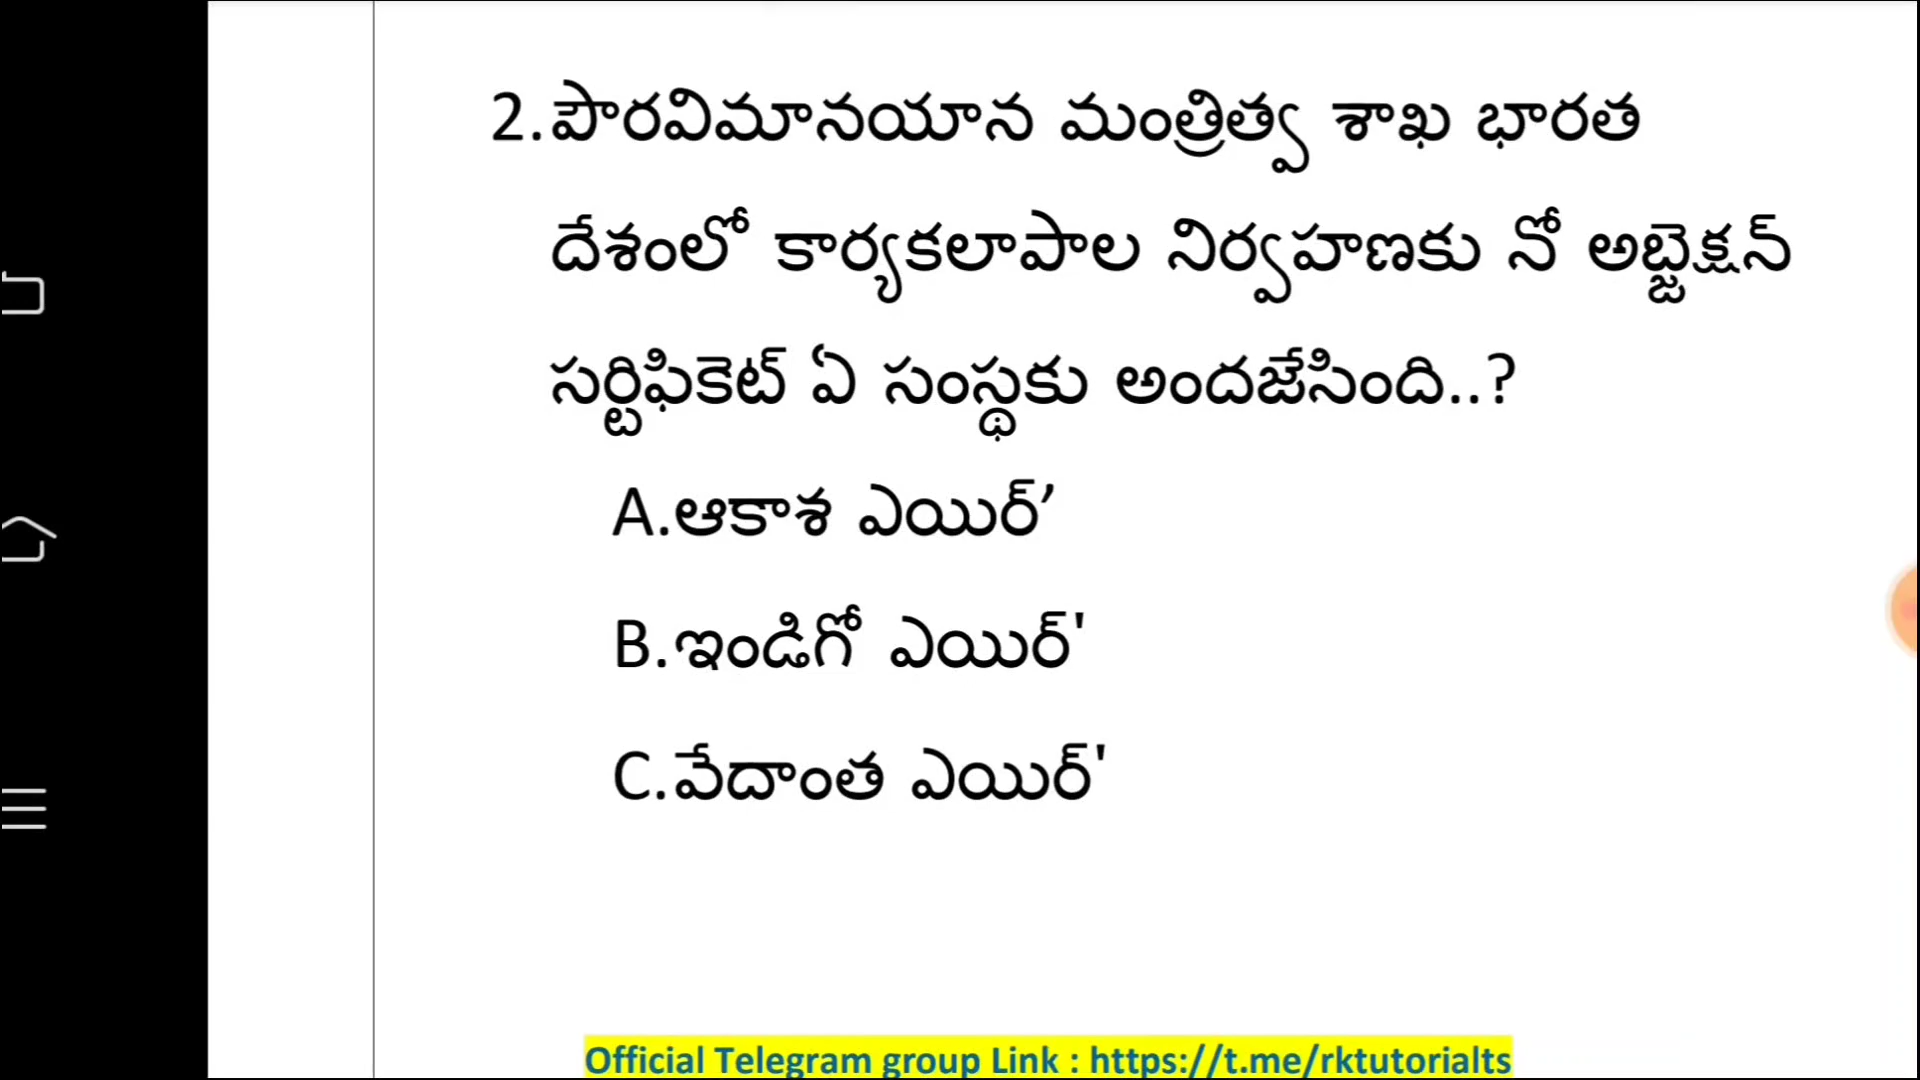 2.పౌరవిమానయాన మంత్రిత్వ శాఖ భారత
దేశంలో కార్యకలాపాల నిర్వహణకు నో అబ్జెక్షన్
సర్టిఫికెట్ ఏ సంస్థకు అందజేసింది..?
A.ఆకాశ ఎయిర్’
B.ఇండిగో ఎయిర్'
C.వేదాంత ఎయిర్'
Official Telegram group Link : https://t.me/rktutorialts